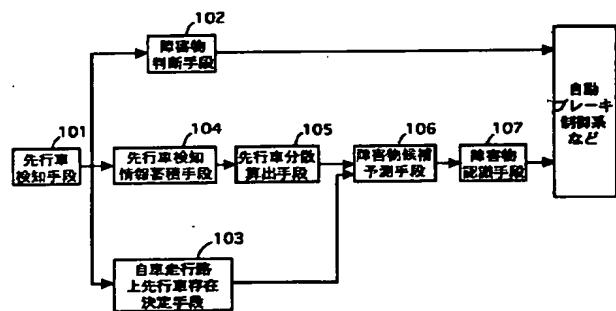 102
障害物
判断手段
101
先行車
検知手段
104
先行車検知
情報蓄積手段
105
先行車分散
算出手段
106
障害物候補
予測手段
107
障害物
認識手段
自動
ブレーキ
制御系
など
103
自車走行路
上先行車存在
決定手段